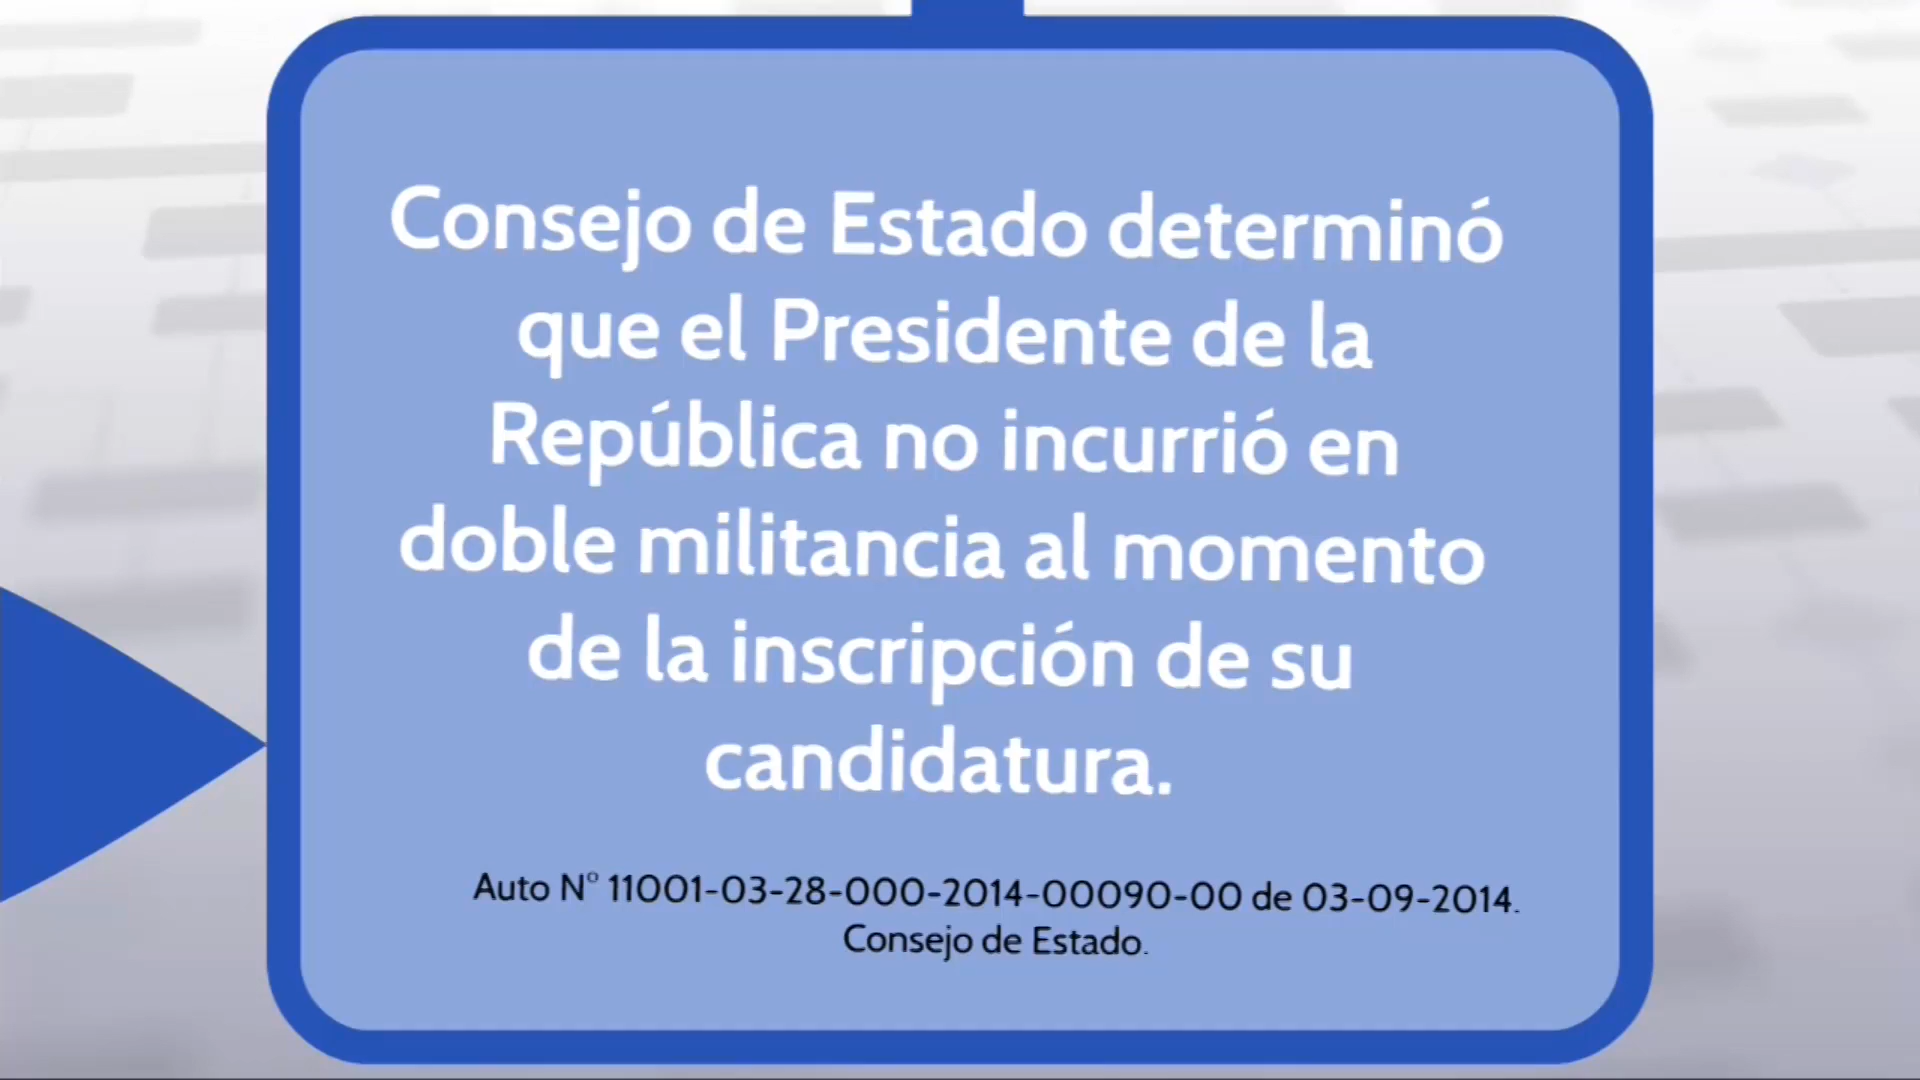 Consejo de Estado determinó
que el Presidente de la
República no incurrió en
doble militancia al momento
de la inscripción de su
candidatura.
Auto N° 11001-03-28-000-2014-00090-00 de 03-09-2014.
Consejo de Estado.